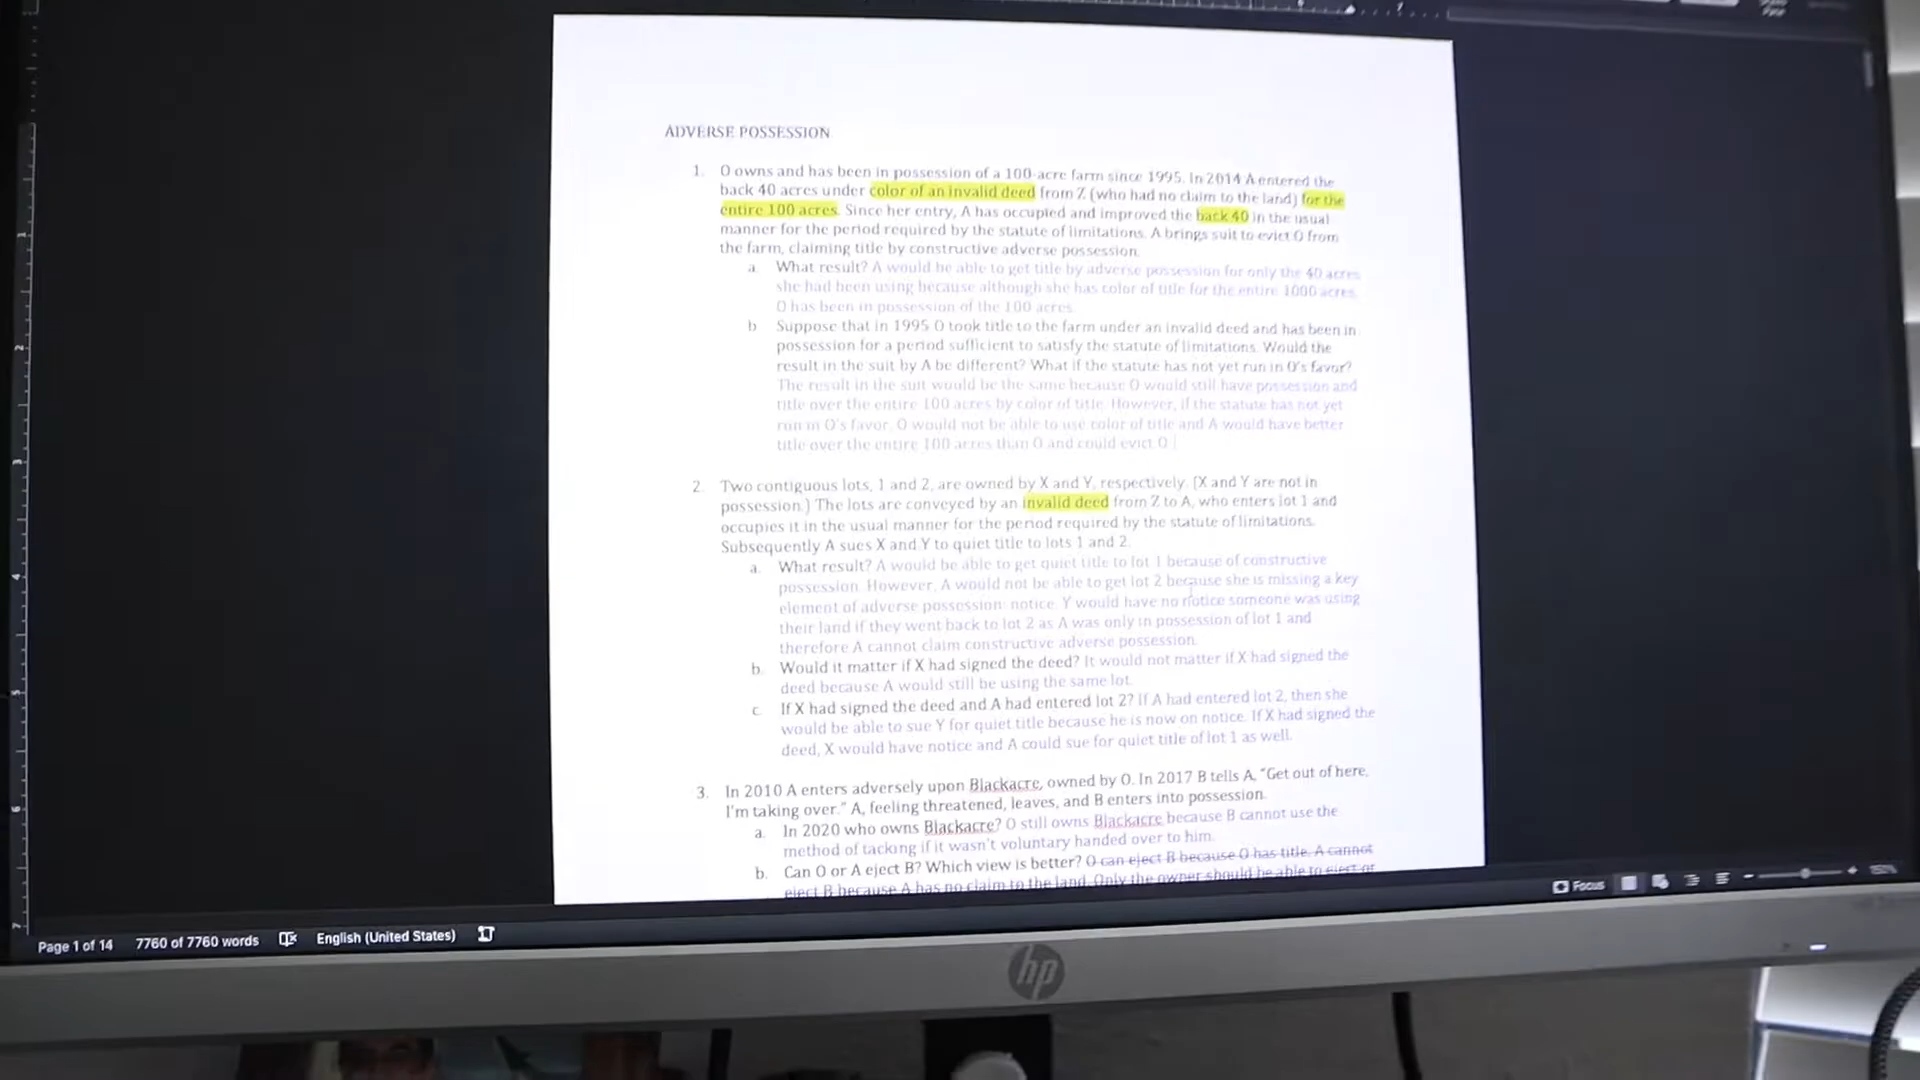 ADVERSE POSSESSION
1. O owns and has been in possession of a 100-acre farm since 1995. In 2014 A entered the
back 40 acres under color of an invalid deed from Z (who had no claim to the land) for the
entire 100 acres. Since her entry, A has occupied and improved the back 40 in the usual
manner for the period required by the statute of limitations. A brings suit to evict O from
the farm, claiming title by constructive adverse possession.
a. What result? A would be able to get title by adverse possession for only the 40 acres
she had been using because although she has color of title for the entire 1000 acres,
O has been in possession of the 100 acres.
b. Suppose that in 1995 O took title to the farm under an invalid deed and has been in
possession for a period sufficient to satisfy the statute of limitations. Would the
result in the suit by A be different? What if the statute has not yet run in O's favor?
The result in the suit would be the same because O would still have possession and
title over the entire 100 acres by color of title. However, if the statute has not yet
run in O's favor, O would not be able to use color of title and A would have better
title over the entire 100 acres than O and could evict O.
2. Two contiguous lots, 1 and 2, are owned by X and Y, respectively. (X and Y are not in
possession.) The lots are conveyed by an invalid deed from Z to A, who enters lot 1 and
occupies it in the usual manner for the period required by the statute of limitations.
Subsequently A sues X and Y to quiet title to lots 1 and 2.
a. What result? A would be able to get quiet title to lot 1 because of constructive
possession. However, A would not be able to get lot 2 because she is missing a key
element of adverse possession: notice. Y would have no notice someone was using
their land if they went back to lot 2 as A was only in possession of lot 1 and
therefore A cannot claim constructive adverse possession.
b. Would it matter if X had signed the deed? It would not matter if X had signed the
deed because A would still be using the same lot.
c. If X had signed the deed and A had entered lot 2? If A had entered lot 2, then she
would be able to sue Y for quiet title because he is now on notice. If X had signed the
deed, X would have notice and A could sue for quiet title of lot 1 as well.
3. In 2010 A enters adversely upon Blackacre, owned by O. In 2017 B tells A, "Get out of here,
I'm taking over." A, feeling threatened, leaves, and B enters into possession.
a. In 2020 who owns Blackacre? O still owns Blackacre because B cannot use the
method of tacking if it wasn't voluntary handed over to him.
b. Can O or A eject B? Which view is better? O can eject B because O has title. A cannot
eject B because A has no claim to the land. Only the owner should be able to eject or
Page 1 of 14 7760 of 7760 words English (United States) Focus
hp